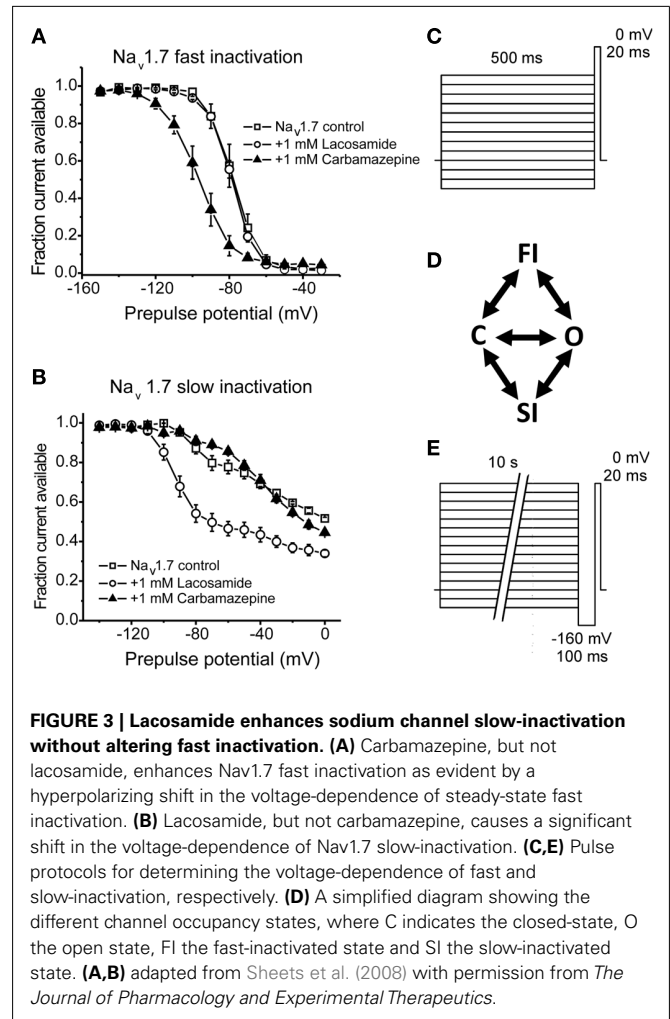 A
Nav1.7 fast inactivation
Fraction current available
1.0
0.8
0.6
0.4
0.2
0.0
Nav1.7 control
+1 mM Lacosamide
+1 mM Carbamazepine
-160
-120
-80
-40
Prepulse potential (mV)
B
Nav 1.7 slow inactivation
Fraction current available
1.0
0.8
0.6
0.4
0.2
0.0
Nav1.7 control
+1 mM Lacosamide
+1 mM Carbamazepine
-120
-80
-40
0
Prepulse potential (mV)
C
0 mV
20 ms
500 ms
D
FI
C
O
SI
E
0 mV
20 ms
10 s
-160 mV
100 ms
FIGURE 3 | Lacosamide enhances sodium channel slow-inactivation
without altering fast inactivation. (A) Carbamazepine, but not
lacosamide, enhances Nav1.7 fast inactivation as evident by a
hyperpolarizing shift in the voltage-dependence of steady-state fast
inactivation. (B) Lacosamide, but not carbamazepine, causes a significant
shift in the voltage-dependence of Nav1.7 slow-inactivation. (C,E) Pulse
protocols for determining the voltage-dependence of fast and
slow-inactivation, respectively. (D) A simplified diagram showing the
different channel occupancy states, where C indicates the closed-state, O
the open state, FI the fast-inactivated state and SI the slow-inactivated
state. (A,B) adapted from Sheets et al. (2008) with permission from The
Journal of Pharmacology and Experimental Therapeutics.